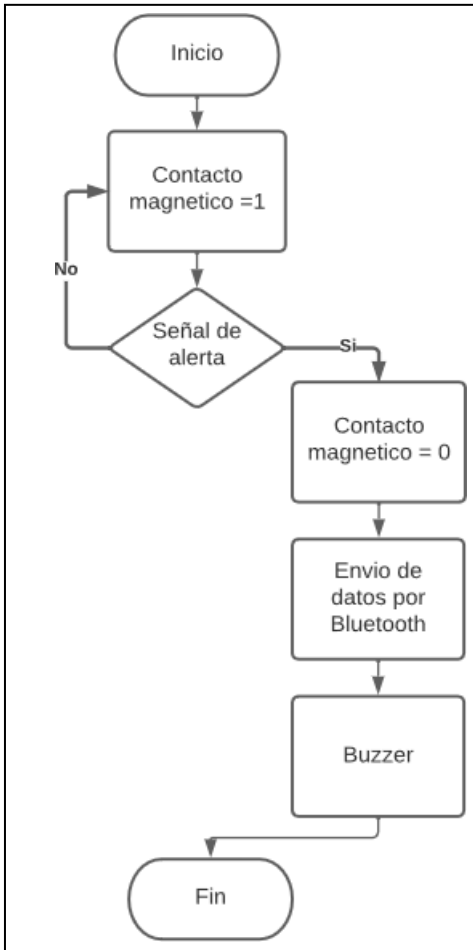 Inicio
Contacto
magnetico =1
No
Señal de
alerta
Si
Contacto
magnetico = 0
Envio de
datos por
Bluetooth
Buzzer
Fin